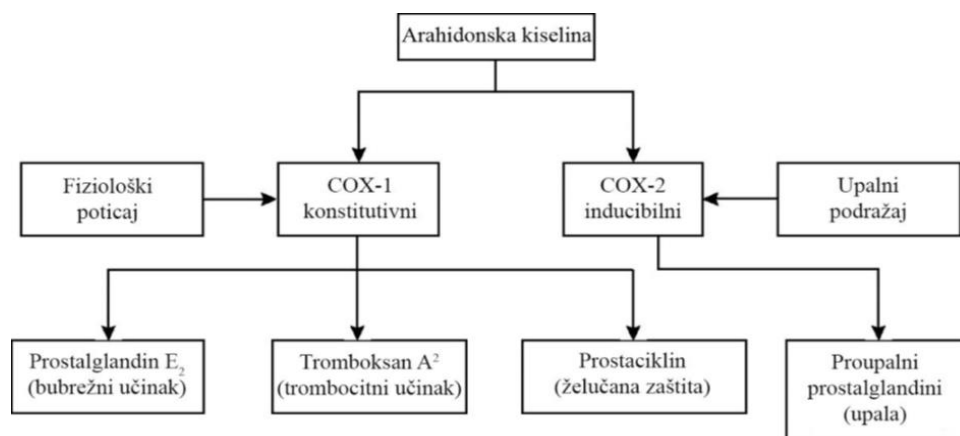 Arahidonska kiselina
Fiziološki
poticaj
COX-1
konstitutivni
COX-2
inducibilni
Upalni
podražaj
Prostalglandin E₂
(bubrežni učinak)
Tromboksan A²
(trombocitni učinak)
Prostaciklin
(želučana zaštita)
Proupalni
prostalglandini
(upala)